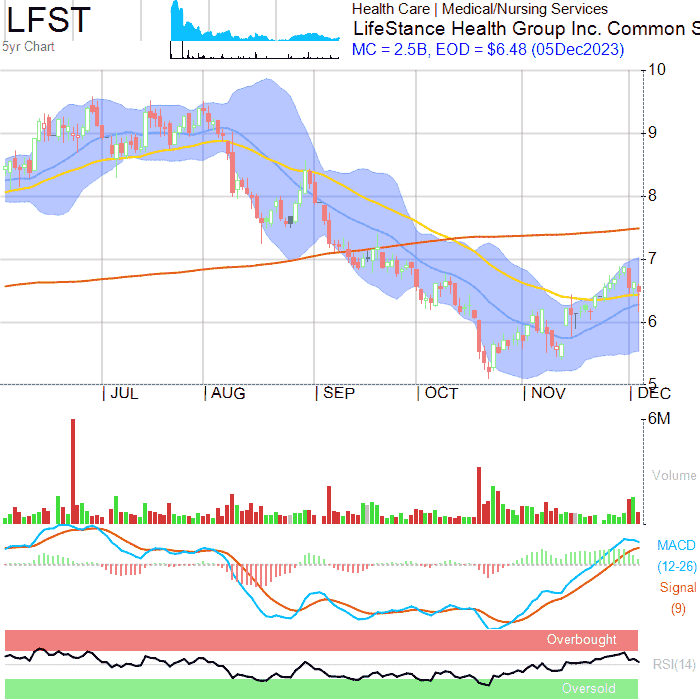 LFST
5yr Chart
Health Care | Medical/Nursing Services
LifeStance Health Group Inc. Common S
MC = 2.5B, EOD = $6.48 (05Dec2023)
10
9
8
7
6
5
JUL AUG SEP OCT NOV DEC
6M
Volume
MACD
(12-26)
Signal
(9)
Overbought
RSI(14)
Oversold